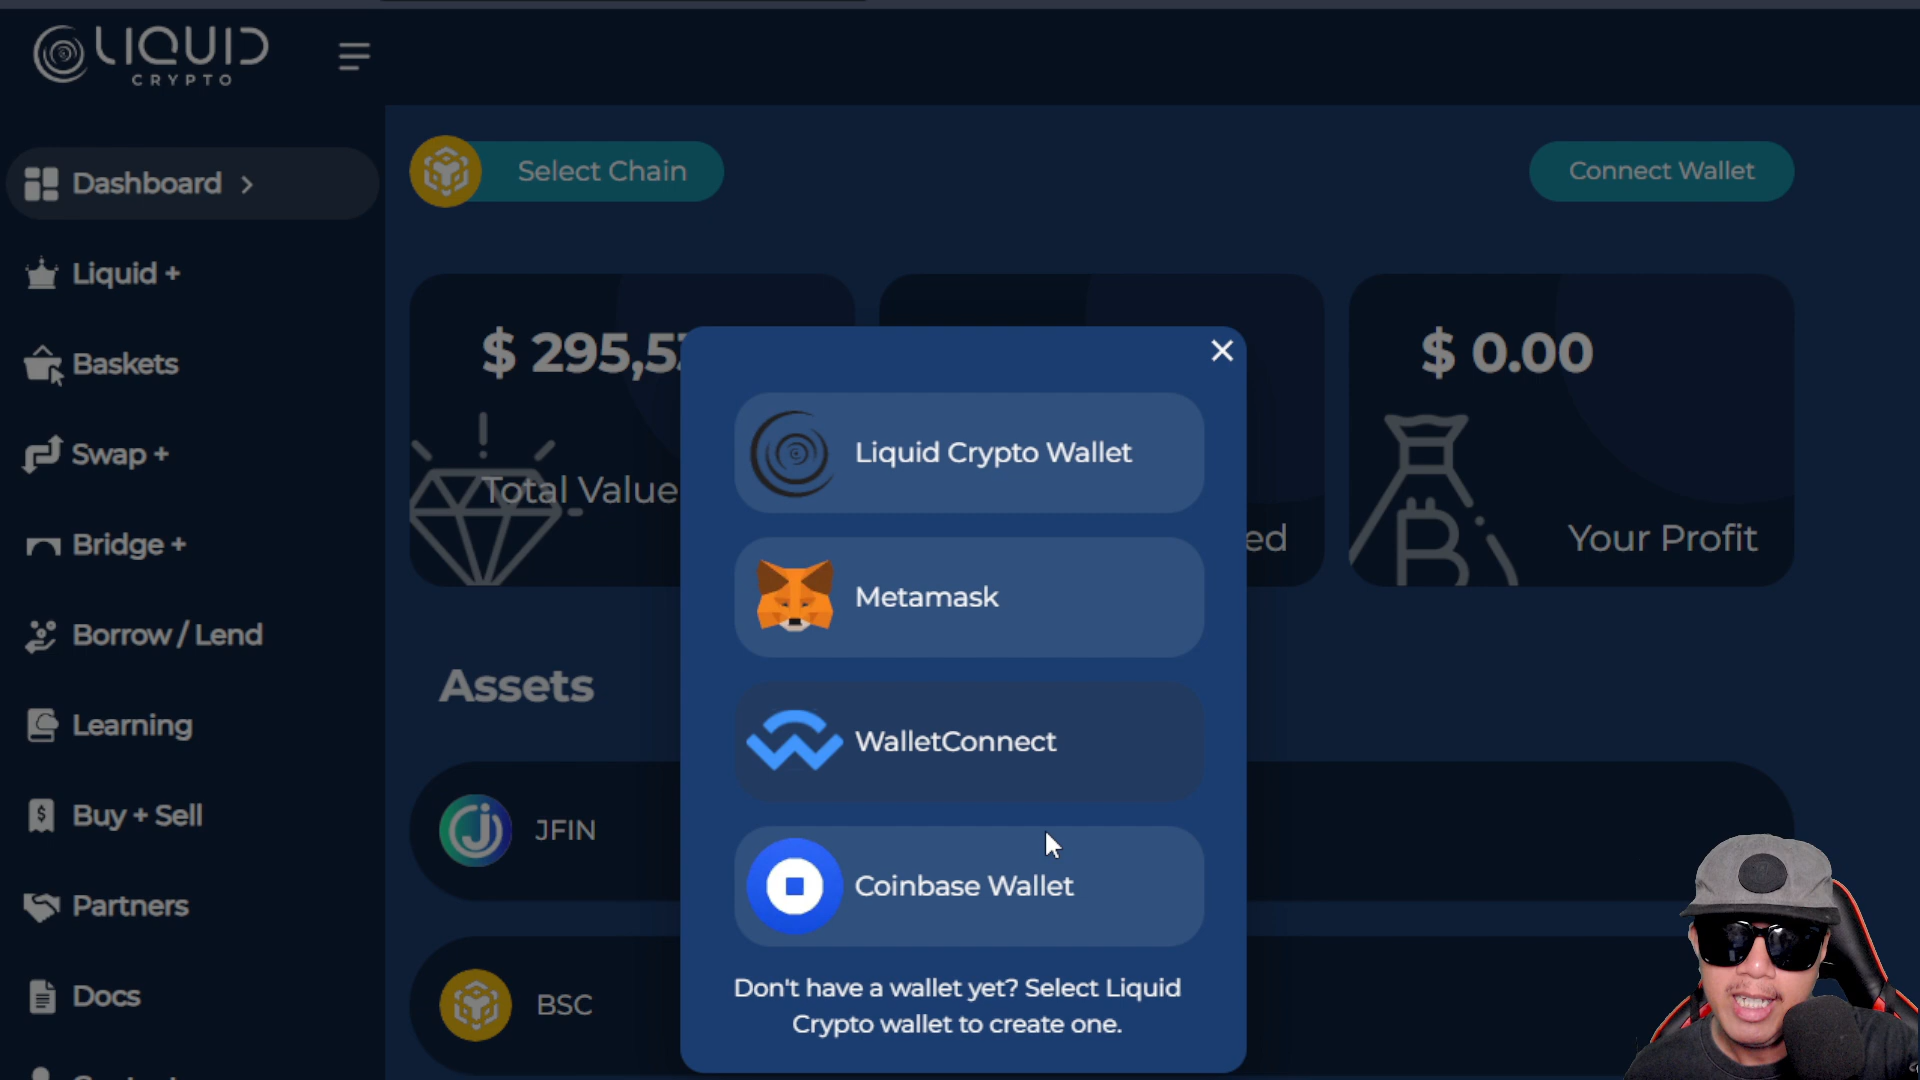 LIQUID
CRYPTO
Dashboard
Liquid +
Baskets
Swap +
Bridge +
Borrow / Lend
Learning
Buy + Sell
Partners
Docs
Select Chain
Connect Wallet
$ 295,5
Total Value
ed
$ 0.00
Your Profit
Assets
JFIN
BSC
Liquid Crypto Wallet
Metamask
WalletConnect
Coinbase Wallet
Don't have a wallet yet? Select Liquid
Crypto wallet to create one.